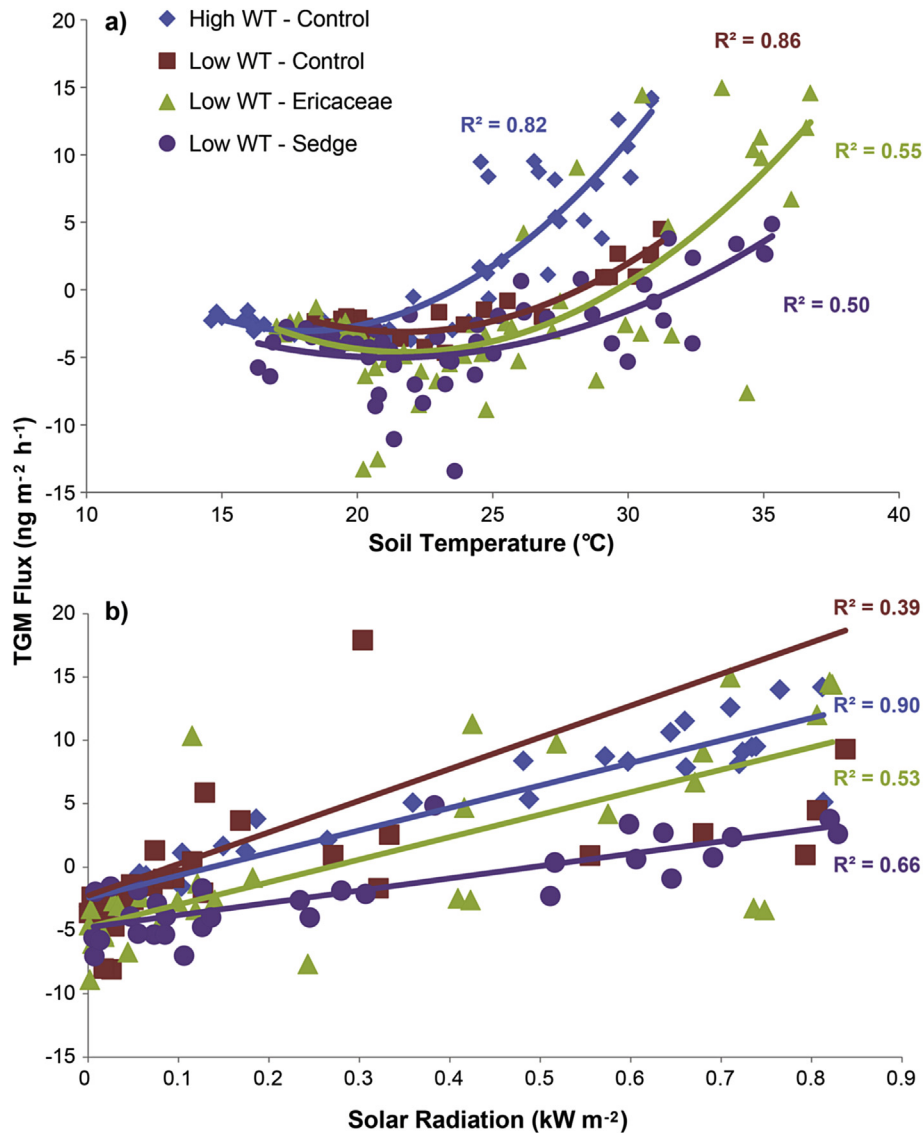 a)
High WT - Control
Low WT - Control
Low WT - Ericaceae
Low WT - Sedge
R² = 0.86
R² = 0.82
R² = 0.55
R² = 0.50
20
15
10
5
0
-5
-10
-15
10
15
20
25
30
35
40
Soil Temperature (°C)
TGM Flux (ng m⁻² h⁻¹)
b)
R² = 0.39
R² = 0.90
R² = 0.53
R² = 0.66
20
15
10
5
0
-5
-10
-15
0
0.1
0.2
0.3
0.4
0.5
0.6
0.7
0.8
0.9
Solar Radiation (kW m⁻²)